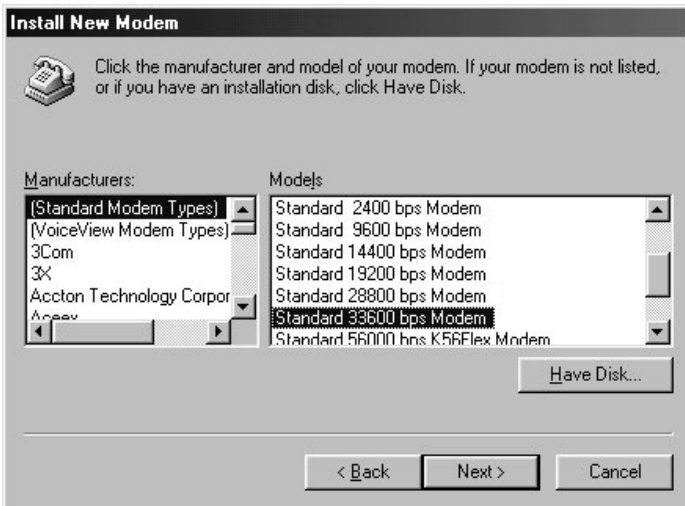 Install New Modem
Click the manufacturer and model of your modem. If your modem is not listed,
or if you have an installation disk, click Have Disk.
Manufacturers:
(Standard Modem Types)
(VoiceView Modem Types)
3Com
3X
Accton Technology Corpor
Aceex
Models
Standard 2400 bps Modem
Standard 9600 bps Modem
Standard 14400 bps Modem
Standard 19200 bps Modem
Standard 28800 bps Modem
Standard 33600 bps Modem
Standard 56000 bps K56Flex Modem
Have Disk...
< Back
Next >
Cancel